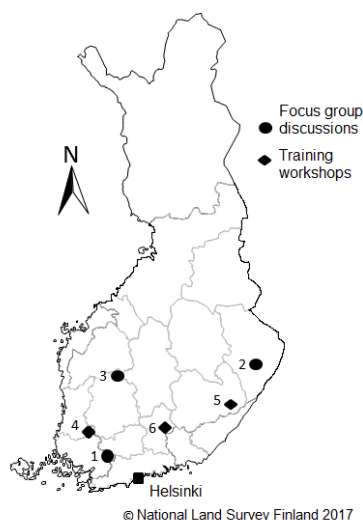 Focus group
discussions
Training
workshops
N
2
3
5
4
6
1
Helsinki
© National Land Survey Finland 2017